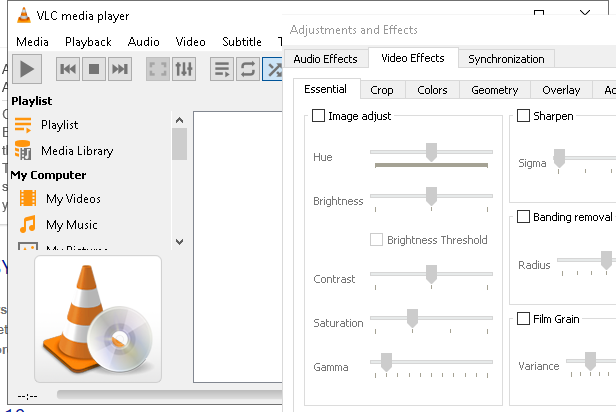 VLC media player
Media Playback Audio Video Subtitle
Playlist
Playlist
Media Library
My Computer
My Videos
My Music
My Pictures
--:--
Adjustments and Effects
Audio Effects Video Effects Synchronization
Essential Crop Colors Geometry Overlay
Image adjust
Hue
Brightness
Brightness Threshold
Contrast
Saturation
Gamma
Sharpen
Sigma
Banding removal
Radius
Film Grain
Variance